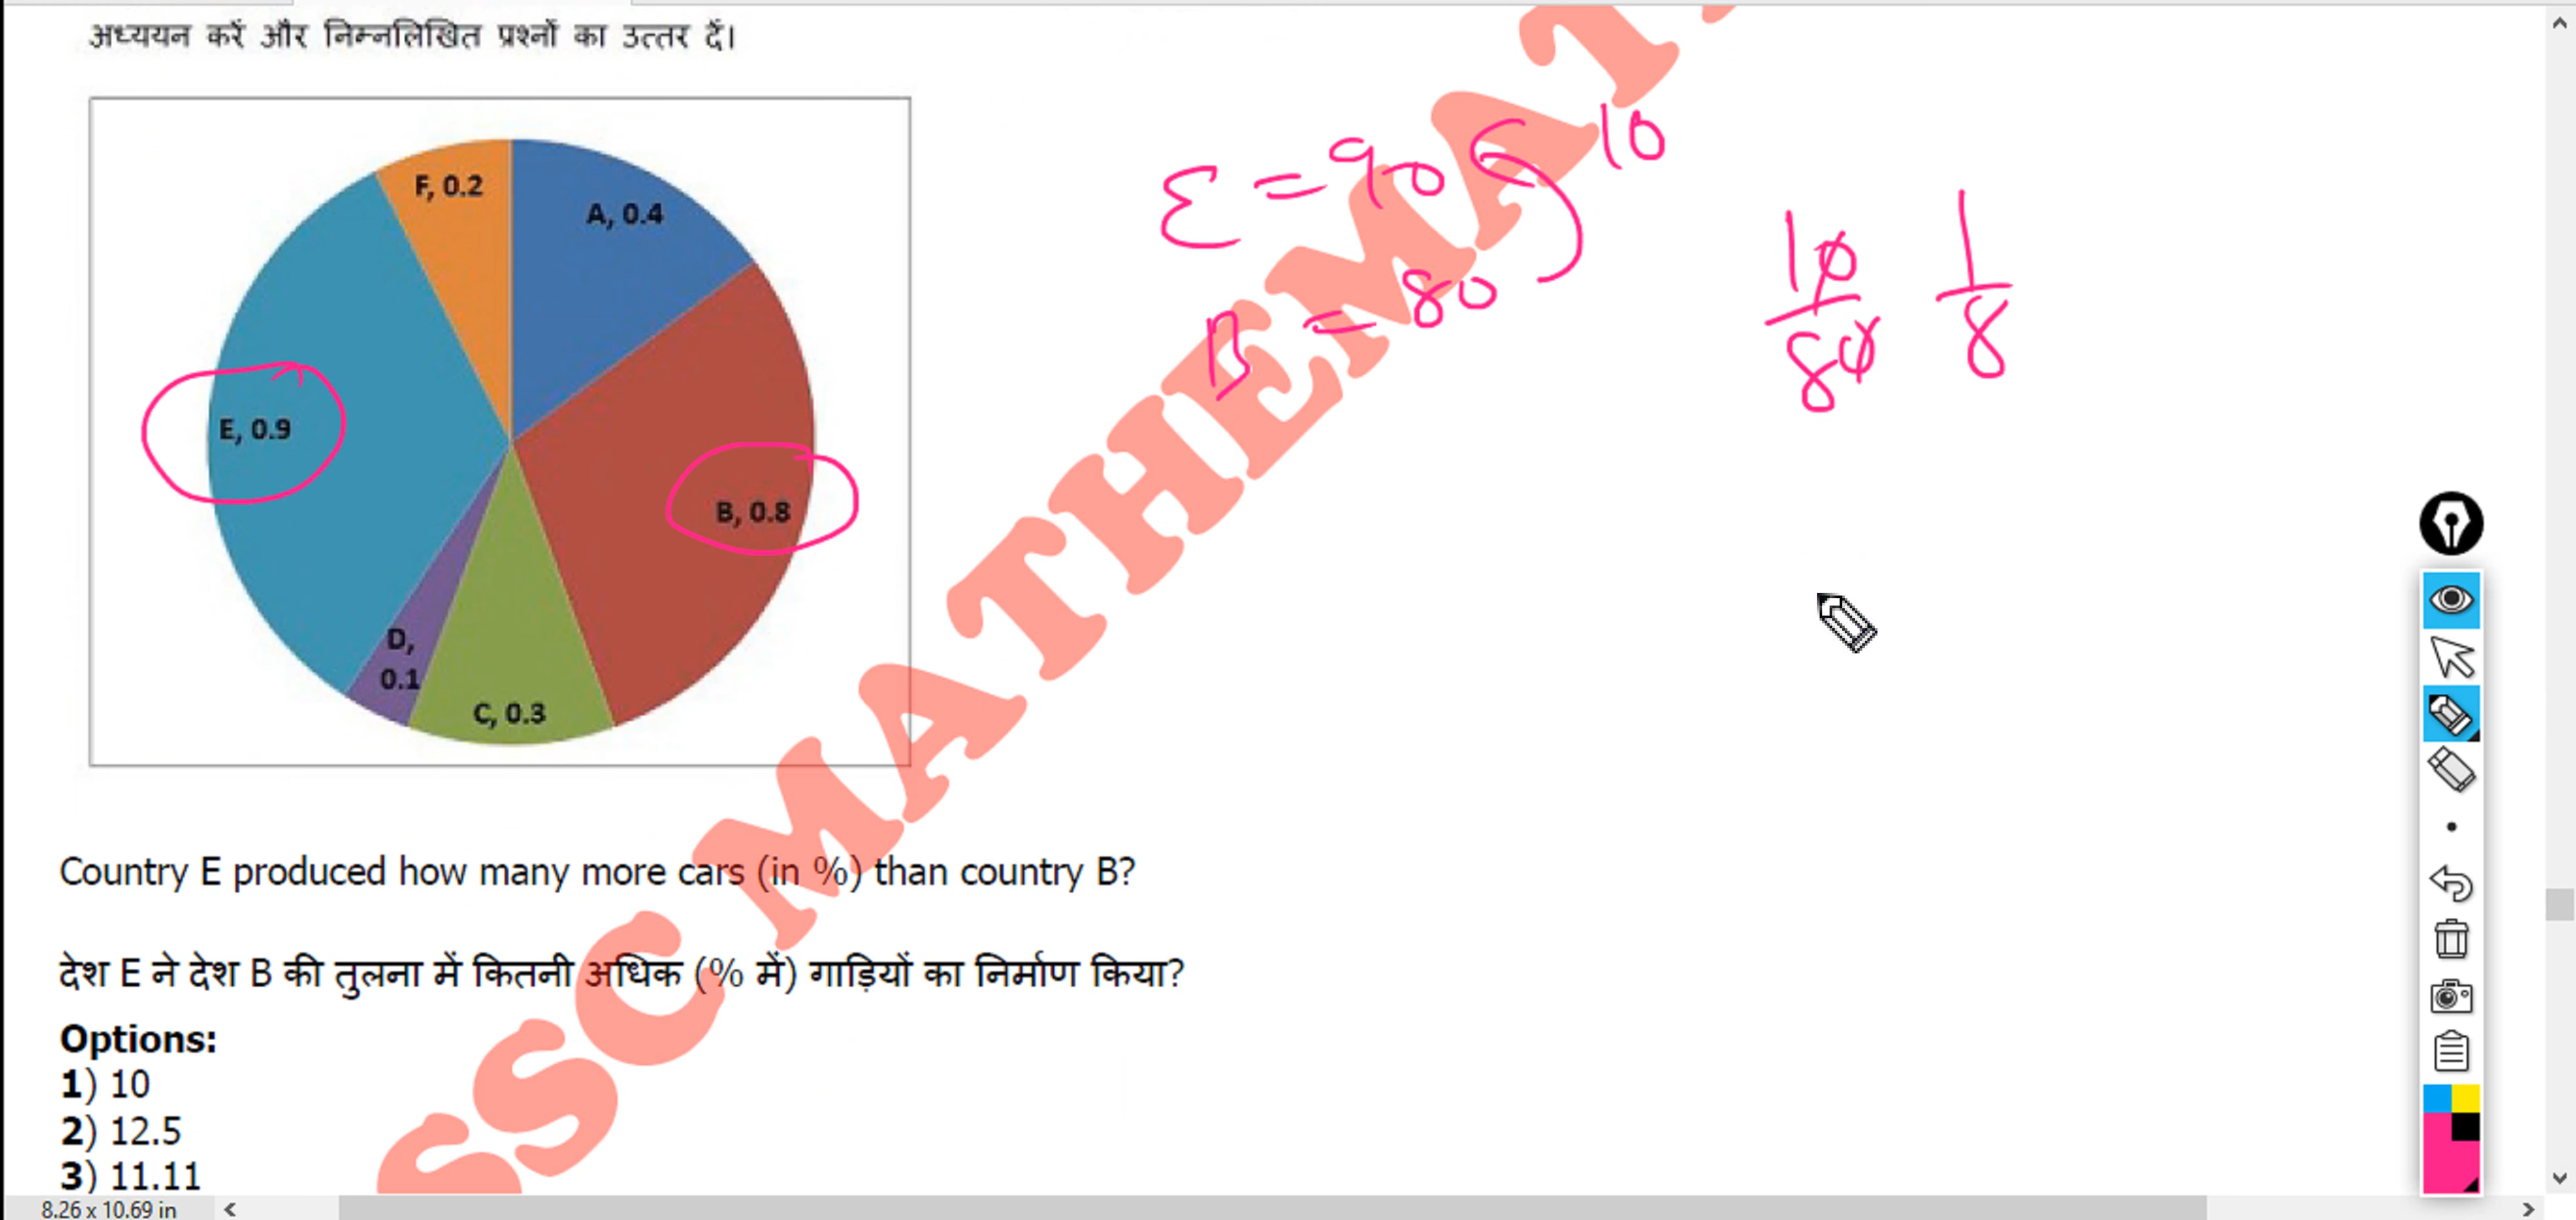 अध्ययन करें और निम्नलिखित प्रश्नों का उत्तर दें।
F, 0.2
A, 0.4
E, 0.9
B, 0.8
D,
0.1
C, 0.3
E = 90
10
B = 80
10
80
1
8
SSC MATHEMAT
Country E produced how many more cars (in %) than country B?
देश E ने देश B की तुलना में कितनी अधिक (% में) गाड़ियों का निर्माण किया?
Options:
1) 10
2) 12.5
3) 11.11
8.26 x 10.69 in